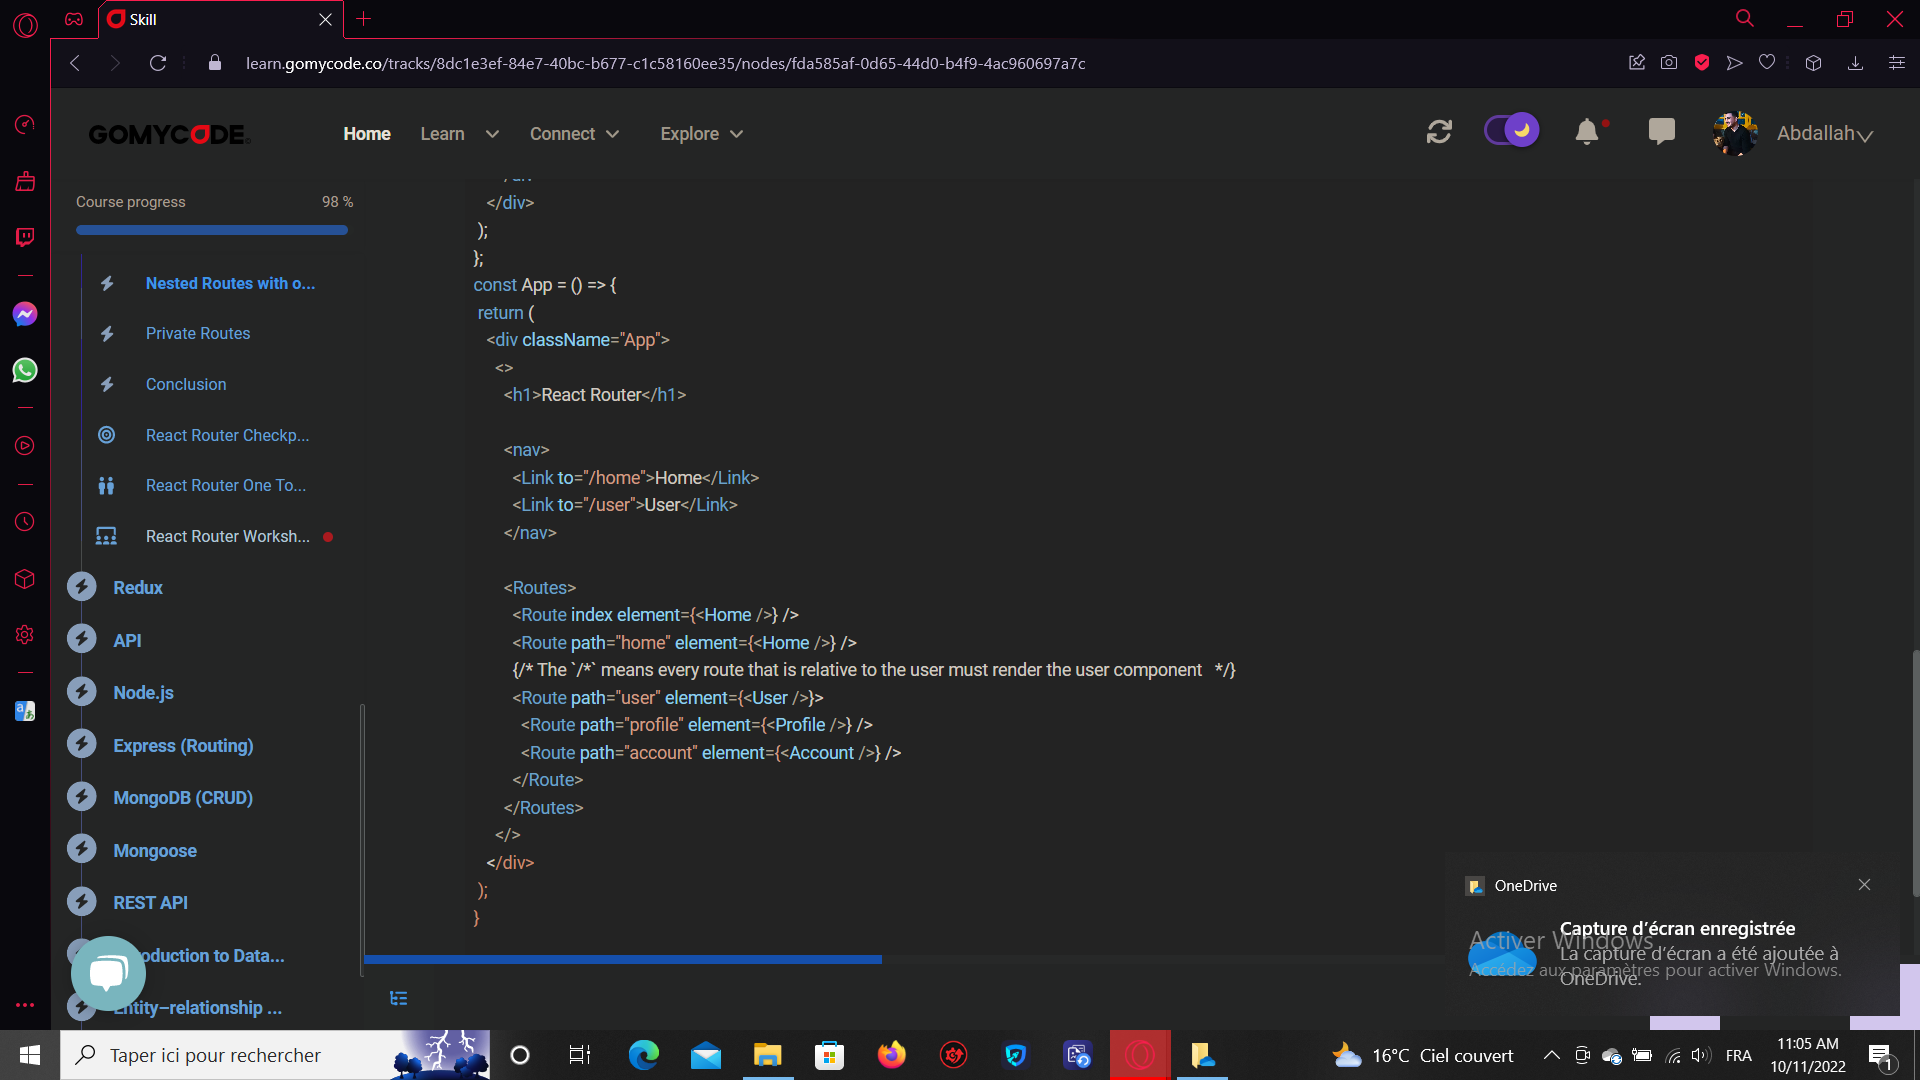 Skill
learn.gomycode.co/tracks/8dc1e3ef-84e7-40bc-b677-c1c58160ee35/nodes/fda585af-0d65-44d0-b4f9-4ac960697a7c
GOMYCODE
Home
Learn
Connect
Explore
Abdallah
Course progress
98 %
Nested Routes with o...
Private Routes
Conclusion
React Router Checkp...
React Router One To...
React Router Worksh...
Redux
API
Node.js
Express (Routing)
MongoDB (CRUD)
Mongoose
REST API
oduction to Data...
Entity–relationship ...
</div>
);
};
const App = () => {
return (
<div className="App">
<>
<h1>React Router</h1>
<nav>
<Link to="/home">Home</Link>
<Link to="/user">User</Link>
</nav>
<Routes>
<Route index element={<Home />} />
<Route path="home" element={<Home />} />
{/* The `/*` means every route that is relative to the user must render the user component   */}
<Route path="user" element={<User />}>
<Route path="profile" element={<Profile />} />
<Route path="account" element={<Account />} />
</Route>
</Routes>
</>
</div>
);
}
OneDrive
Capture d'écran enregistrée
La capture d'écran a été ajoutée à
OneDrive.
Activer Windows
Accédez aux paramètres pour activer Windows.
Taper ici pour rechercher
16°C Ciel couvert
FRA
11:05 AM
10/11/2022
1